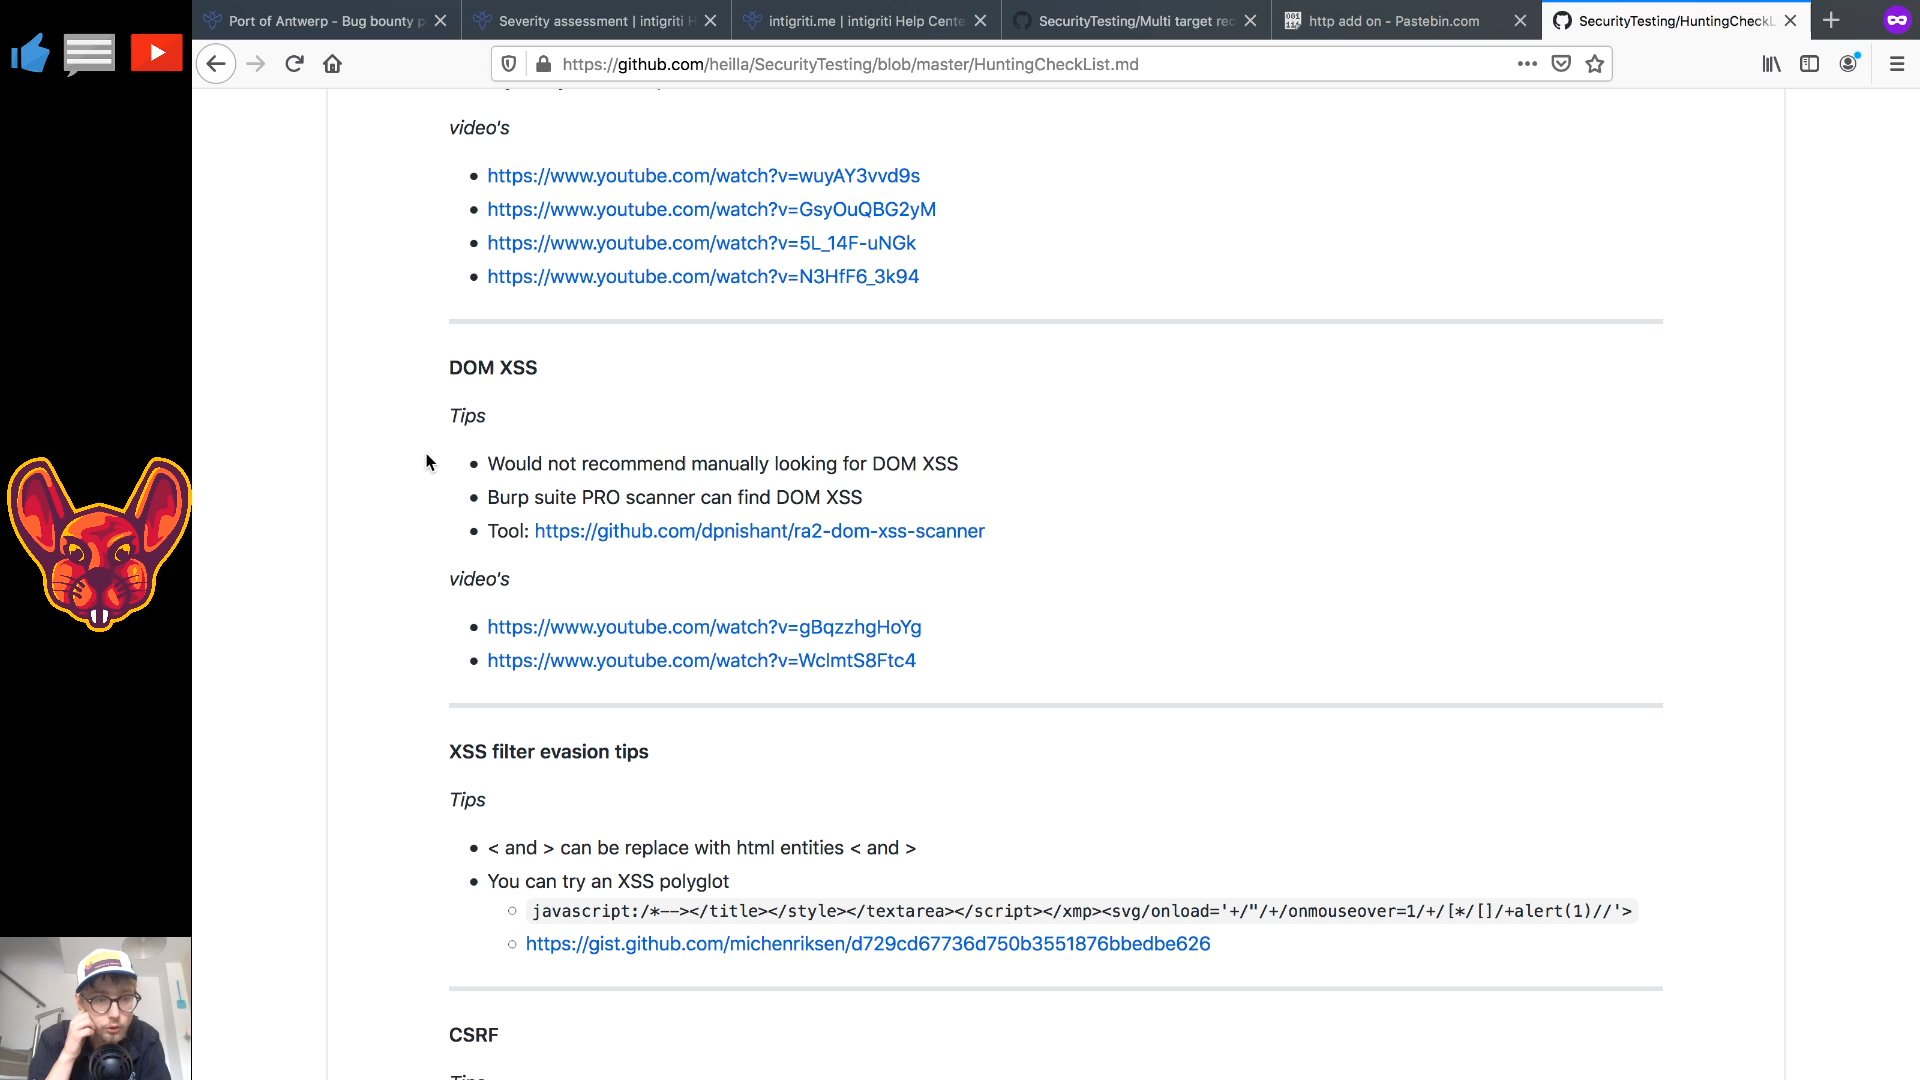 Port of Antwerp - Bug bounty p
Severity assessment | intigriti H
intigriti.me | intigriti Help Cente
SecurityTesting/Multi target rec
http add on - Pastebin.com
SecurityTesting/HuntingCheckL
https://github.com/heilla/SecurityTesting/blob/master/HuntingCheckList.md
video's
https://www.youtube.com/watch?v=wuyAY3vvd9s
https://www.youtube.com/watch?v=GsyOuQBG2yM
https://www.youtube.com/watch?v=5L_14F-uNGk
https://www.youtube.com/watch?v=N3HfF6_3k94
DOM XSS
Tips
Would not recommend manually looking for DOM XSS
Burp suite PRO scanner can find DOM XSS
Tool: https://github.com/dpnishant/ra2-dom-xss-scanner
video's
https://www.youtube.com/watch?v=gBqzzhgHoYg
https://www.youtube.com/watch?v=WclmtS8Ftc4
XSS filter evasion tips
Tips
< and > can be replace with html entities < and >
You can try an XSS polyglot
javascript:/*--></title></style></textarea></script></xmp><svg/onload='+/"/+/onmouseover=1/+/[*/[]/+alert(1)//'>
https://gist.github.com/michenriksen/d729cd67736d750b3551876bbedbe626
CSRF